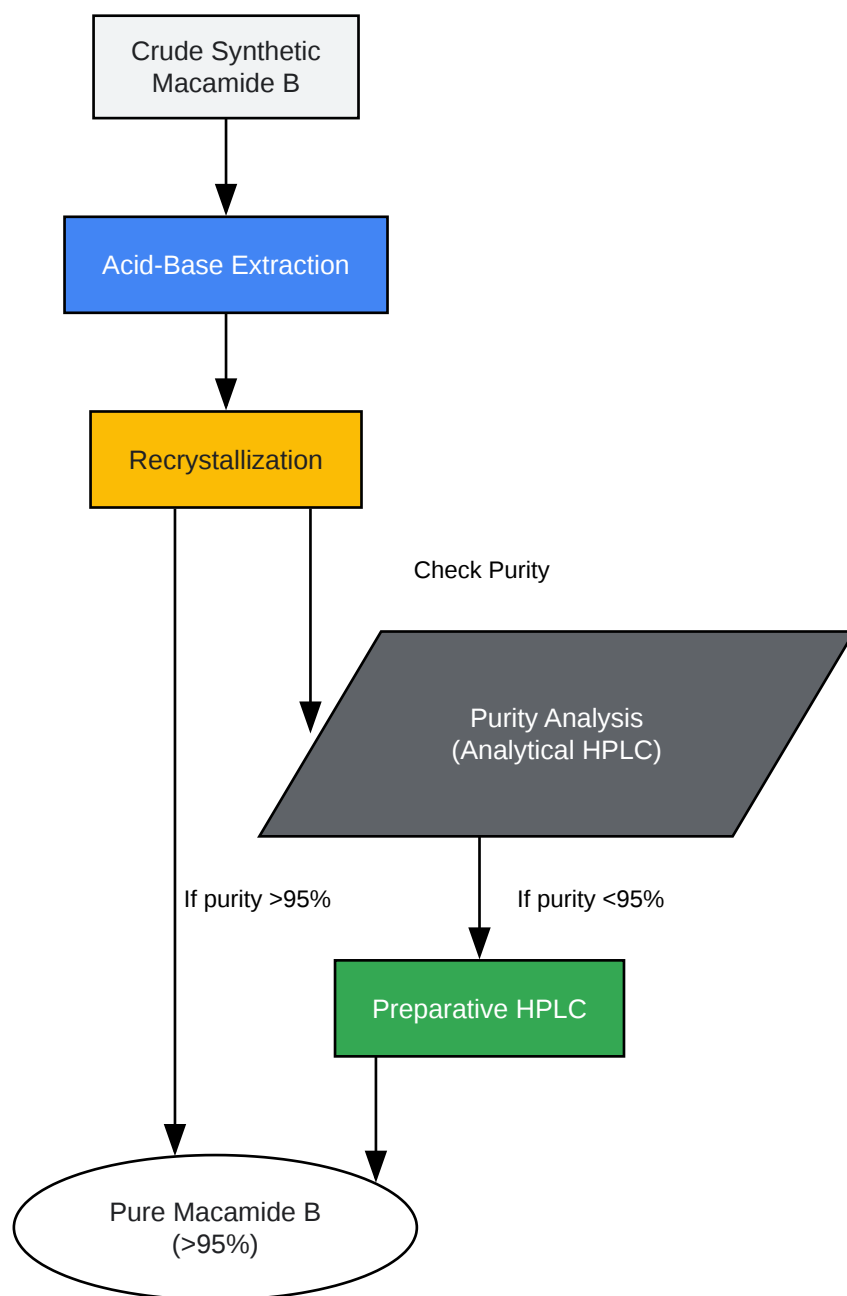 Crude Synthetic
Macamide B
Acid-Base Extraction
Recrystallization
Check Purity
Purity Analysis
(Analytical HPLC)
If purity >95%
If purity <95%
Preparative HPLC
Pure Macamide B
(>95%)